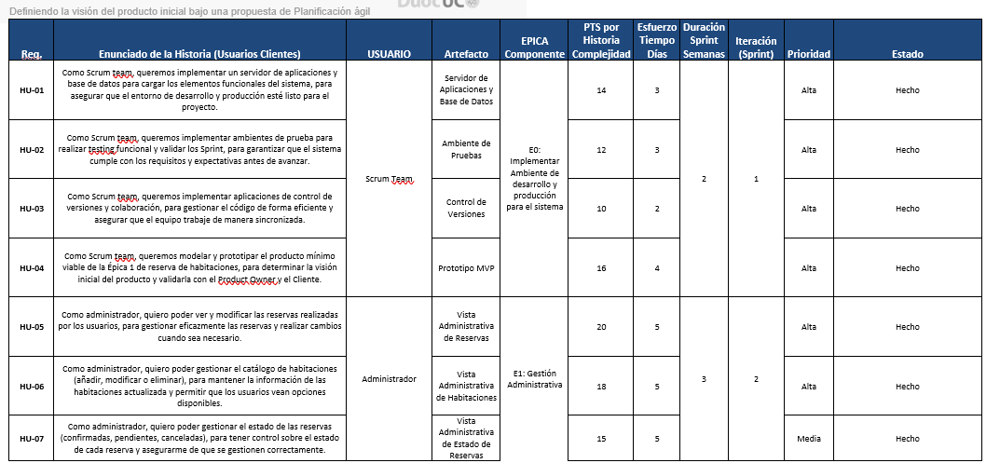 Definiendo la visión del producto inicial bajo una propuesta de Planificación ágil
Req.
Enunciado de la Historia (Usuarios Clientes)
USUARIO
Artefacto
EPICA
Componente
PTS por
Historia
Complejidad
Esfuerzo
Tiempo
Días
Duración
Sprint
Semanas
Iteración
(Sprint)
Prioridad
Estado
HU-01
Como Scrum team, queremos implementar un servidor de aplicaciones y
base de datos para cargar los elementos funcionales del sistema, para
asegurar que el entorno de desarrollo y producción esté listo para el
proyecto.
Scrum Team
Servidor de
Aplicaciones y
Base de Datos
E0:
Implementar
Ambiente de
desarrollo y
producción
para el sistema
14
3
2
1
Alta
Hecho
HU-02
Como Scrum team, queremos implementar ambientes de prueba para
realizar testing funcional y validar los Sprint, para garantizar que el sistema
cumple con los requisitos y expectativas antes de avanzar.
Ambiente de
Pruebas
12
3
Alta
Hecho
HU-03
Como Scrum team, queremos implementar aplicaciones de control de
versiones y colaboración, para gestionar el código de forma eficiente y
asegurar que el equipo trabaje de manera sincronizada.
Control de
Versiones
10
2
Alta
Hecho
HU-04
Como Scrum team, queremos modelar y prototipar el producto mínimo
viable de la Épica 1 de reserva de habitaciones, para determinar la visión
inicial del producto y validarla con el Product Owner y el Cliente.
Prototipo MVP
16
4
Alta
Hecho
HU-05
Como administrador, quiero poder ver y modificar las reservas realizadas
por los usuarios, para gestionar eficazmente las reservas y realizar cambios
cuando sea necesario.
Administrador
Vista
Administrativa
de Reservas
E1: Gestión
Administrativa
20
5
3
2
Alta
Hecho
HU-06
Como administrador, quiero poder gestionar el catálogo de habitaciones
(añadir, modificar o eliminar), para mantener la información de las
habitaciones actualizada y permitir que los usuarios vean opciones
disponibles.
Vista
Administrativa
de Habitaciones
18
5
Alta
Hecho
HU-07
Como administrador, quiero poder gestionar el estado de las reservas
(confirmadas, pendientes, canceladas), para tener control sobre el estado
de cada reserva y asegurarme de que se gestionen correctamente.
Vista
Administrativa
de Estado de
Reservas
15
5
Media
Hecho